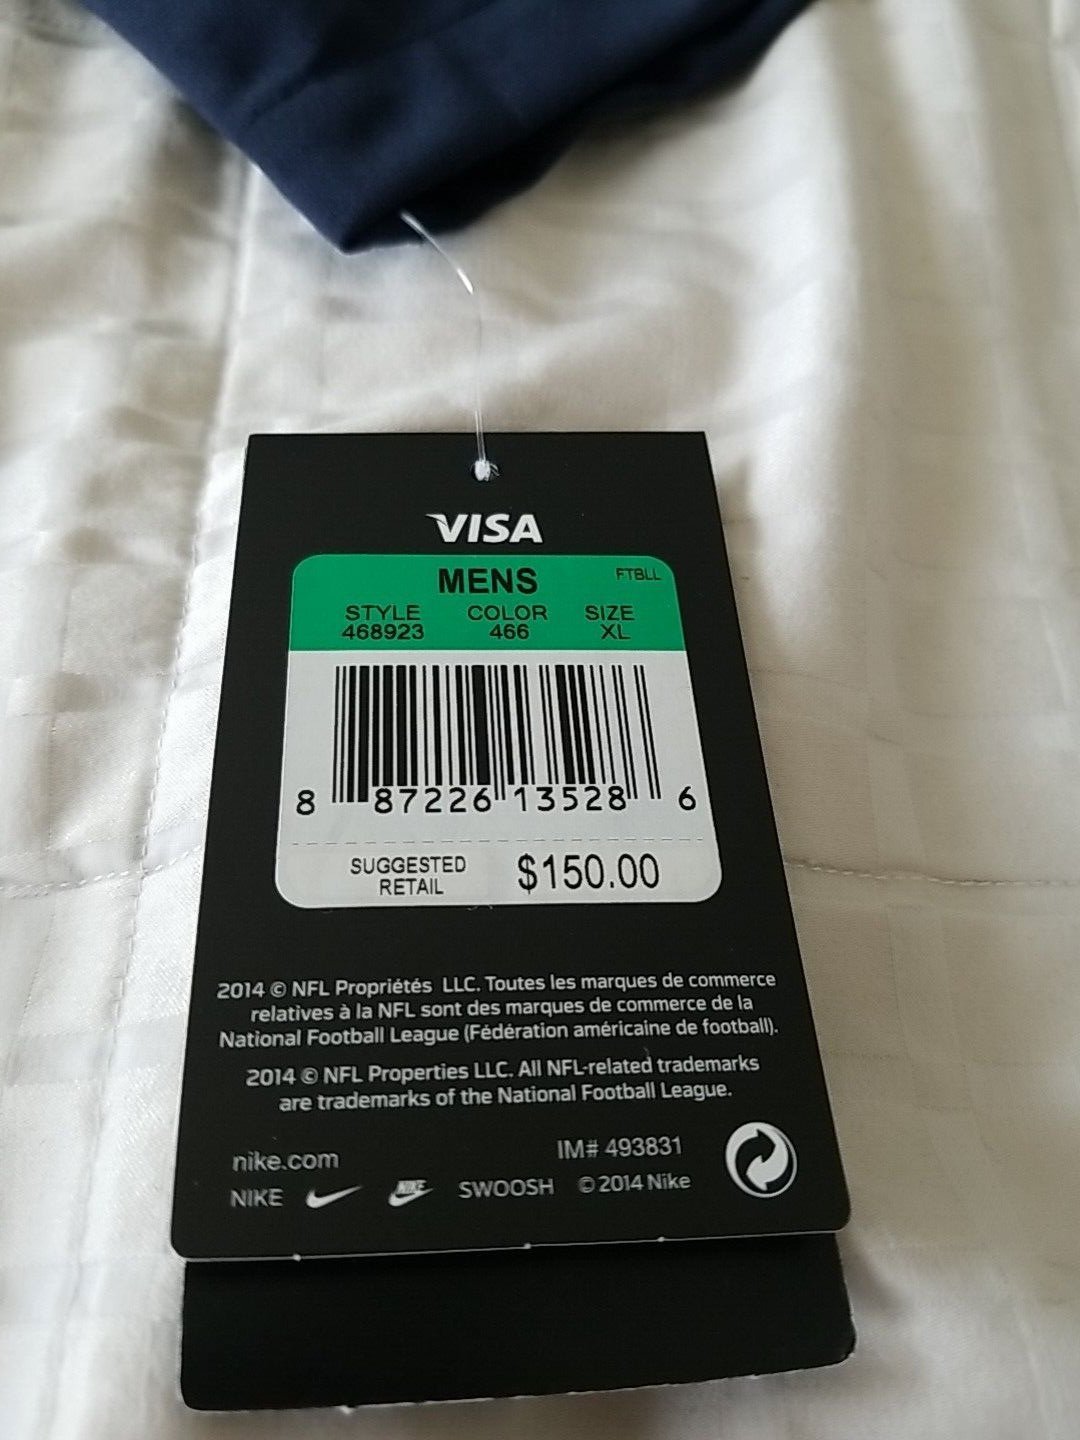 VISA
MENS FTBLL
STYLE COLOR SIZE
468923 466 XL
8 87226 13528 6
SUGGESTED
RETAIL $150.00
2014 © NFL Propriétés LLC. Toutes les marques de commerce
relatives à la NFL sont des marques de commerce de la
National Football League (Fédération américaine de football).
2014 © NFL Properties LLC. All NFL-related trademarks
are trademarks of the National Football League.
nike.com IM# 493831
NIKE NIKE SWOOSH © 2014 Nike